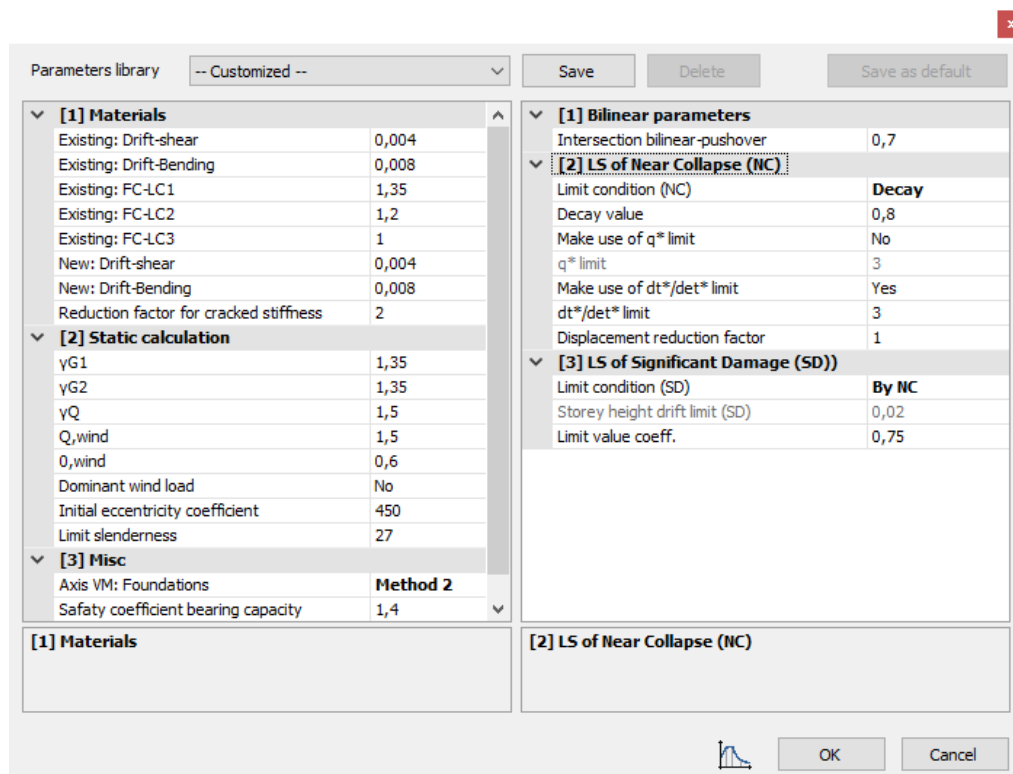 Parameters library -- Customized -- Save Delete Save as default
[1] Materials
Existing: Drift-shear 0,004
Existing: Drift-Bending 0,008
Existing: FC-LC1 1,35
Existing: FC-LC2 1,2
Existing: FC-LC3 1
New: Drift-shear 0,004
New: Drift-Bending 0,008
Reduction factor for cracked stiffness 2
[2] Static calculation
γG1 1,35
γG2 1,35
γQ 1,5
Q,wind 1,5
0,wind 0,6
Dominant wind load No
Initial eccentricity coefficient 450
Limit slenderness 27
[3] Misc
Axis VM: Foundations Method 2
Safaty coefficient bearing capacity 1,4
[1] Materials
[1] Bilinear parameters
Intersection bilinear-pushover 0,7
[2] LS of Near Collapse (NC)
Limit condition (NC) Decay
Decay value 0,8
Make use of q* limit No
q* limit 3
Make use of dt*/det* limit Yes
dt*/det* limit 3
Displacement reduction factor 1
[3] LS of Significant Damage (SD))
Limit condition (SD) By NC
Storey height drift limit (SD) 0,02
Limit value coeff. 0,75
[2] LS of Near Collapse (NC)
OK Cancel